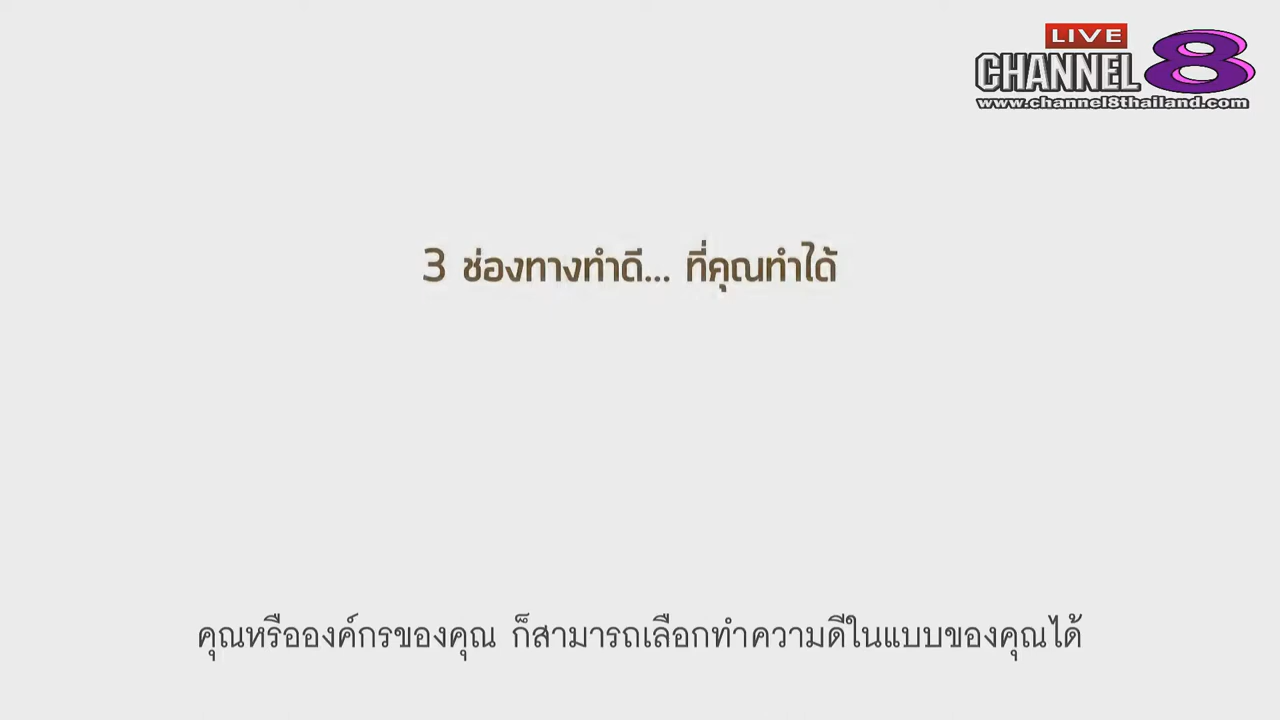 LIVE
CHANNEL 8
www.channel8thailand.com
3 ช่องทางทำดี... ที่คุณทำได้
คุณหรือองค์กรของคุณ ก็สามารถเลือกทำความดีในแบบของคุณได้